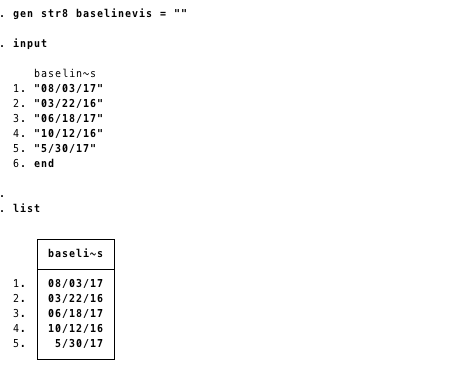 . gen str8 baselinevis = ""
. input
baselin~s
1. "08/03/17"
2. "03/22/16"
3. "06/18/17"
4. "10/12/16"
5. "5/30/17"
6. end
.
. list
baseli~s
1. 08/03/17
2. 03/22/16
3. 06/18/17
4. 10/12/16
5. 5/30/17